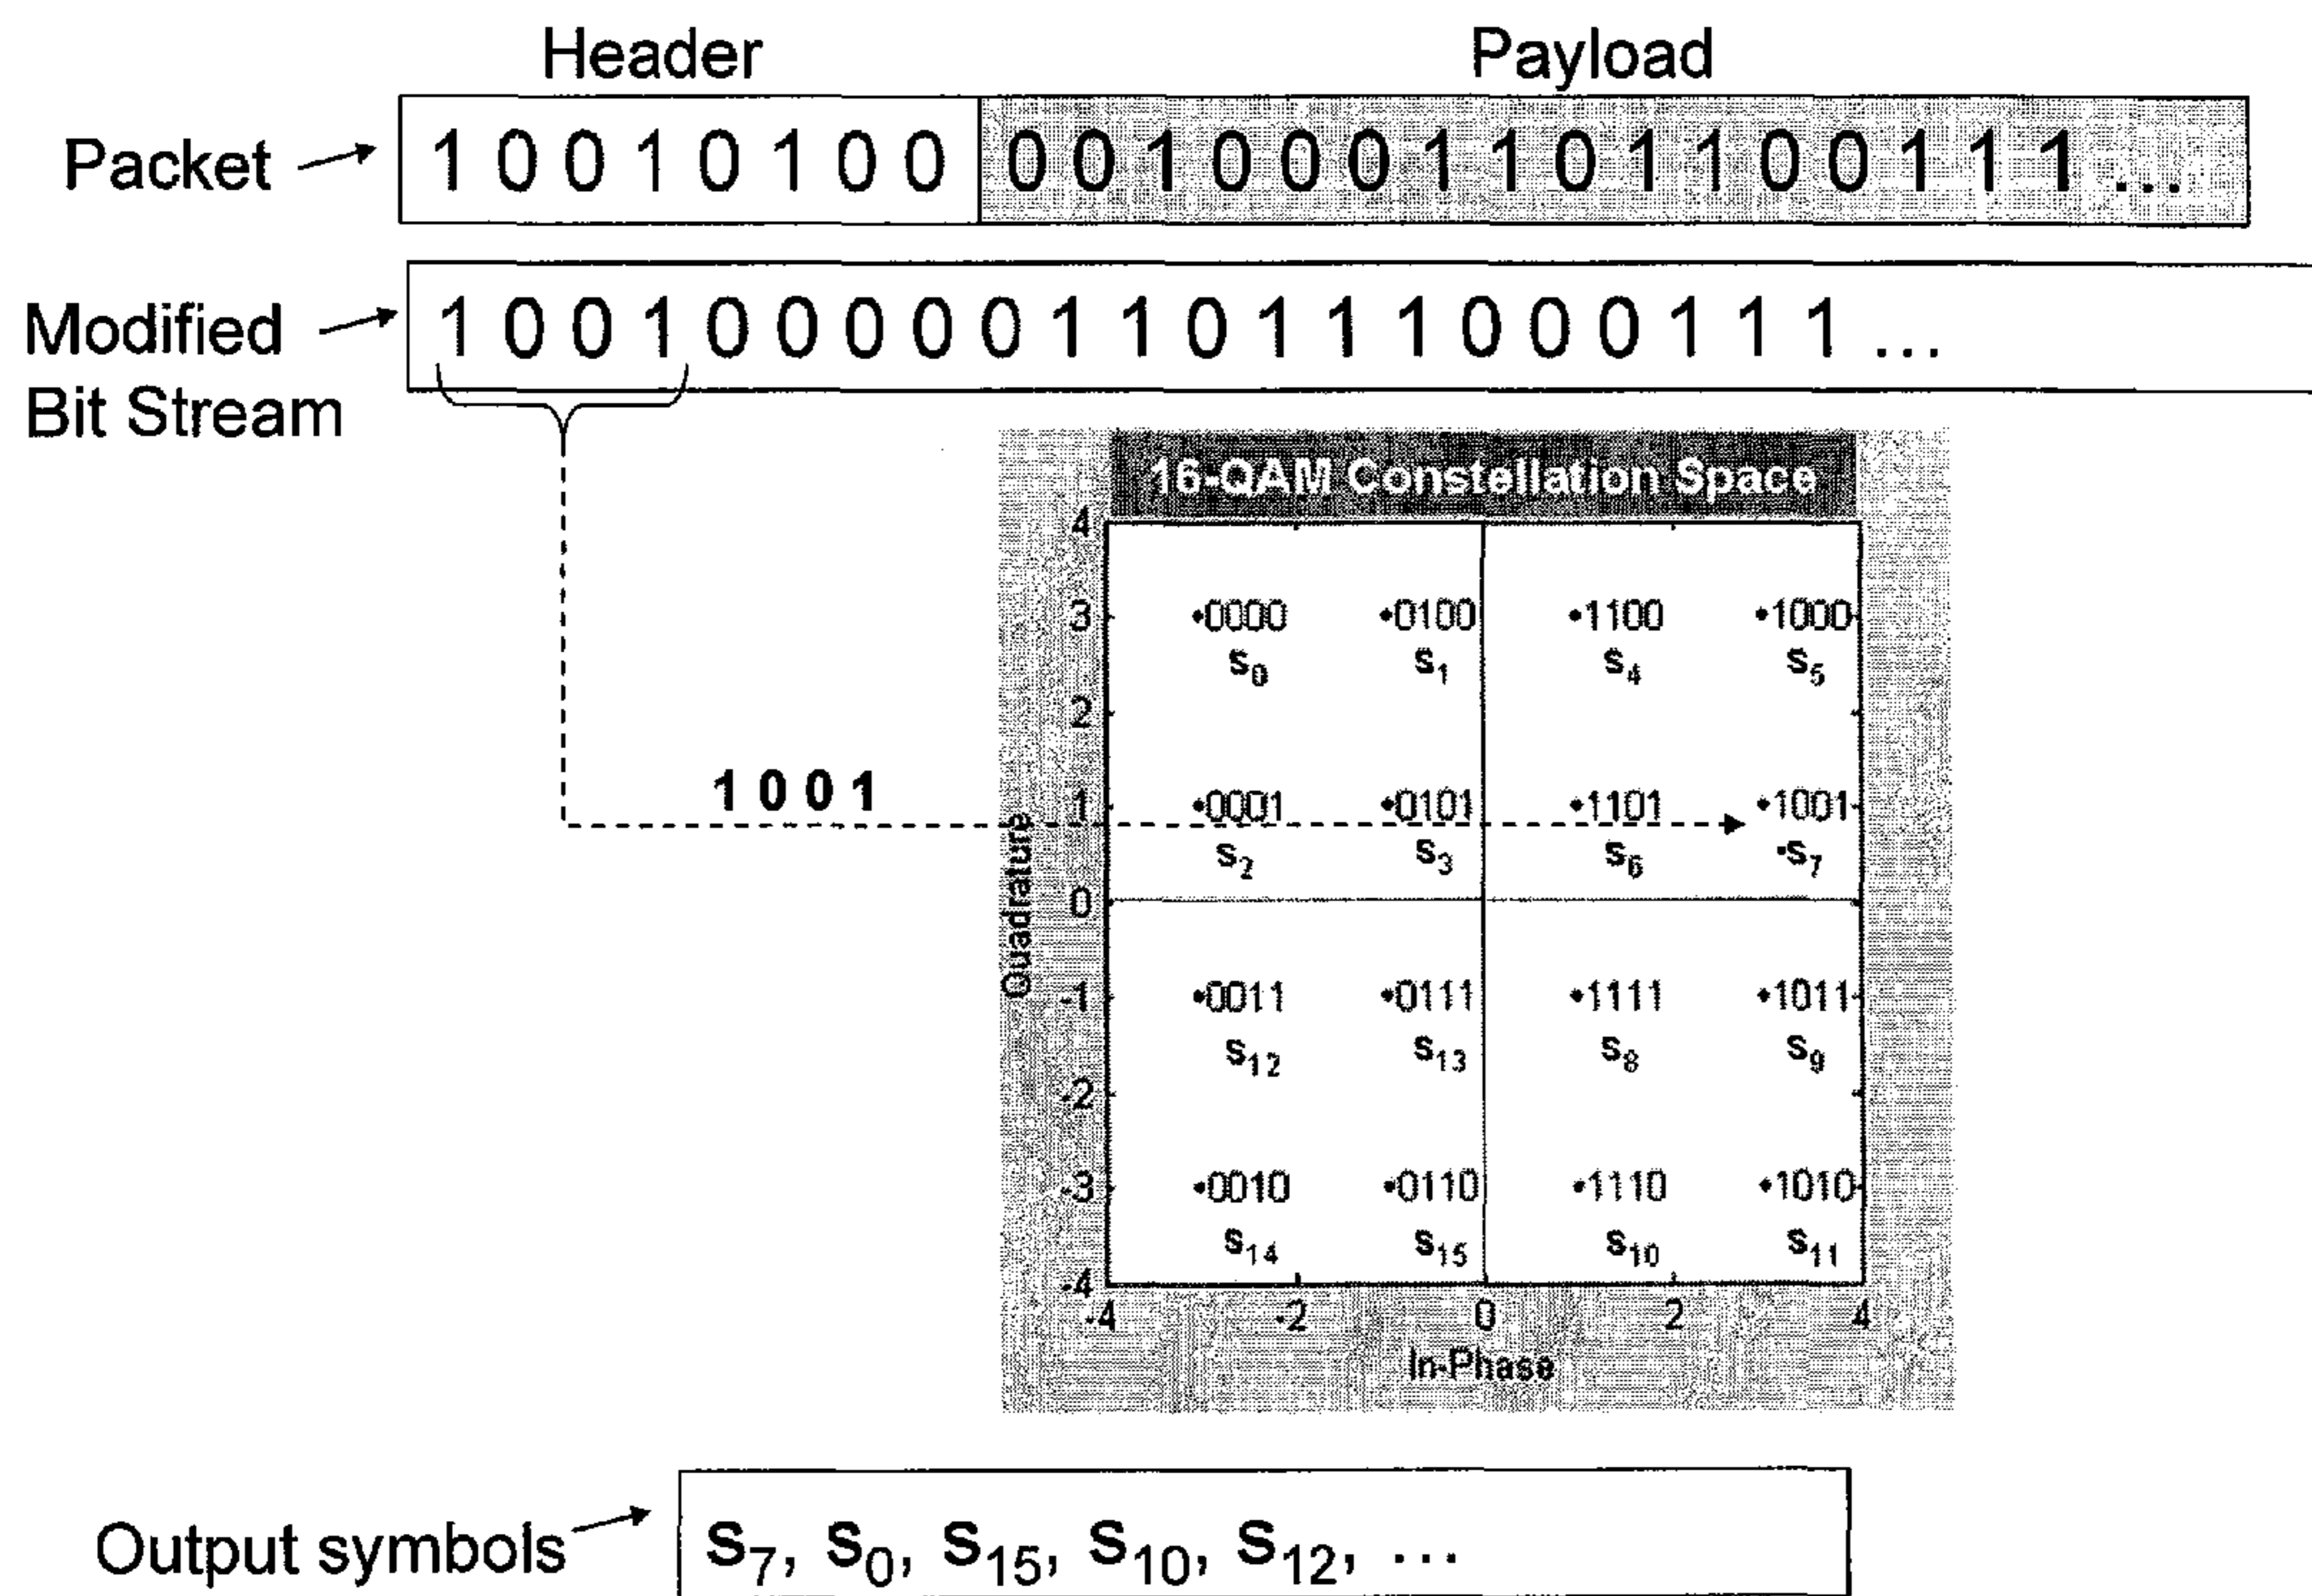 Header Payload
Packet 1 0 0 1 0 1 0 0 0 0 1 0 0 0 1 1 0 1 1 0 0 1 1 1 ...
Modified Bit Stream
1 0 0 1 0 0 0 0 0 1 1 0 1 1 1 0 0 0 1 1 1 ...
16-QAM Constellation Space
4
3 •0000 •0100 •1100 •1000
S0 S1 S4 S5
2
1 0 0 1
1 •0001 •0101 •1101 •1001
S2 S3 S6 •S7
0
Quadrature
-1 •0011 •0111 •1111 •1011
S12 S13 S8 S9
-2
-3 •0010 •0110 •1110 •1010
S14 S15 S10 S11
-4
-4 -2 0 2 4
In-Phase
Output symbols S7, S0, S15, S10, S12, ...